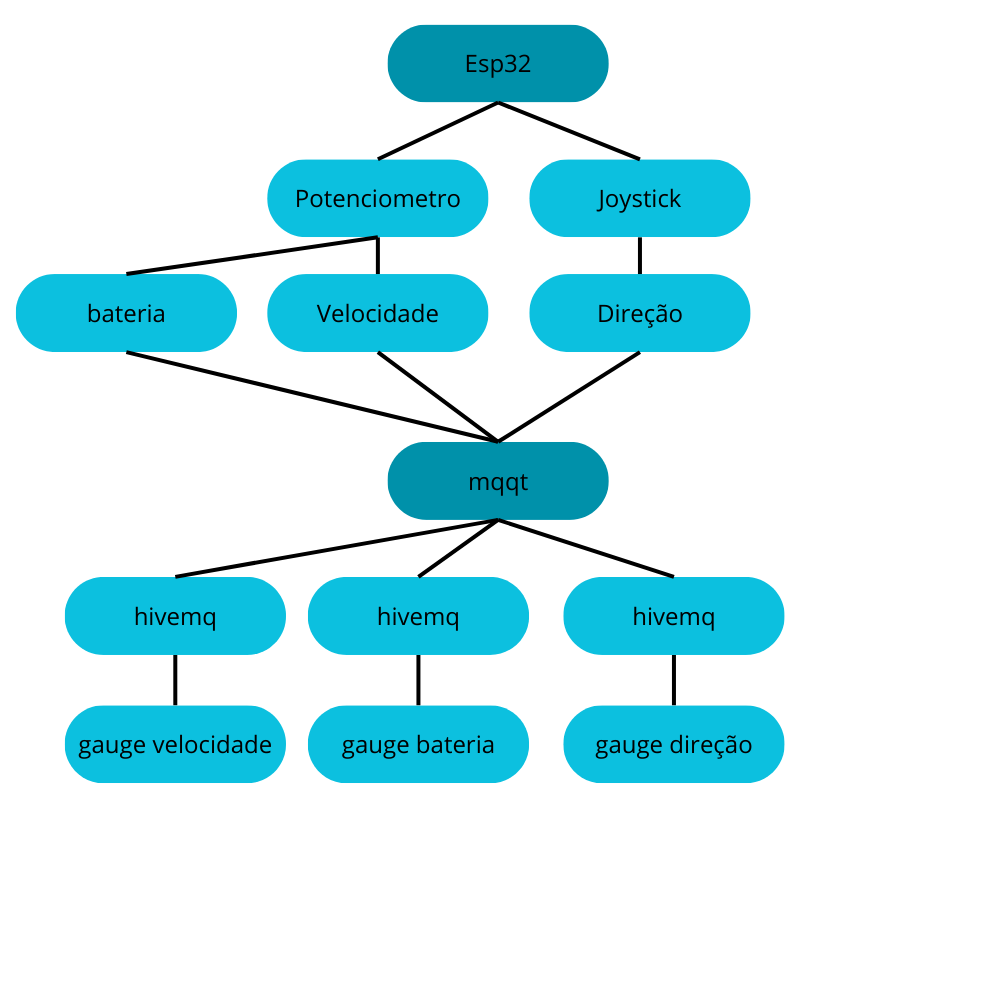 Esp32
Potenciometro
Joystick
bateria
Velocidade
Direção
mqqt
hivemq
hivemq
hivemq
gauge velocidade
gauge bateria
gauge direção